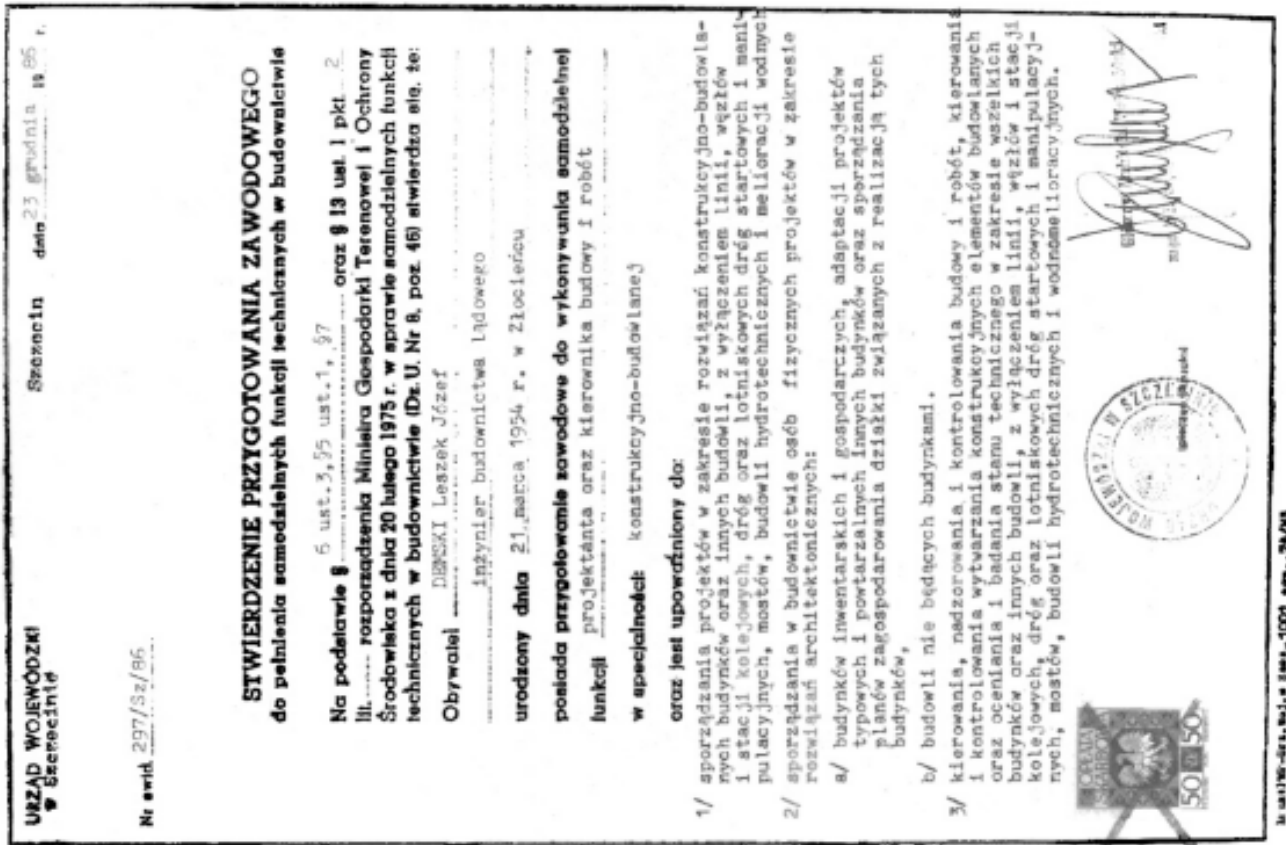 URZĄD WOJEWÓDZKI
w Szczecinie
Szczecin dnia 23 grudnia 19 86 r.
Nr ewid. 297/Sz/86
STWIERDZENIE PRZYGOTOWANIA ZAWODOWEGO
do pełnienia samodzielnych funkcji technicznych w budownictwie
Na podstawie § 6 ust.3,§5 ust.1, §7 oraz § 13 ust. 1 pkt. 2
lit. rozporządzenia Ministra Gospodarki Terenowej i Ochrony
Środowiska z dnia 20 lutego 1975 r. w sprawie samodzielnych funkcji
technicznych w budownictwie (Dz. U. Nr 8, poz. 46) stwierdza się, że:
Obywatel DEMSKI Leszek Józef
inżynier budownictwa lądowego
urodzony dnia 21 marca 1954 r. w Złocieńcu
posiada przygotowanie zawodowe do wykonywania samodzielnej
funkcji projektanta oraz kierownika budowy i robót
w specjalności: konstrukcyjno-budowlanej
oraz jest upoważniony do:
1/ sporządzania projektów w zakresie rozwiązań konstrukcyjno-budowla-
nych budynków oraz innych budowli, z wyłączeniem linii, węzłów
i stacji kolejowych, dróg oraz lotniskowych dróg startowych i mani-
pulacyjnych, mostów, budowli hydrotechnicznych i melioracji wodnych
2/ sporządzania w budownictwie osób fizycznych projektów w zakresie
rozwiązań architektonicznych:
a/ budynków inwentarskich i gospodarczych, adaptacji projektów
typowych i powtarzalnych innych budynków oraz sporządzania
planów zagospodarowania działki związanych z realizacją tych
budynków,
b/ budowli nie będących budynkami.
3/ kierowania, nadzorowania i kontrolowania budowy i robót, kierowania
i kontrolowania wytwarzania konstrukcyjnych elementów budowlanych
oraz oceniania i badania stanu technicznego w zakresie wszelkich
budynków oraz innych budowli, z wyłączeniem linii, węzłów i stacji
kolejowych, dróg oraz lotniskowych dróg startowych i manipulacyj-
nych, mostów, budowli hydrotechnicznych i wodnomelioracyjnych.
OPŁATA
SKARBOWA
50 50
URZĄD WOJEWÓDZKI W SZCZECINIE